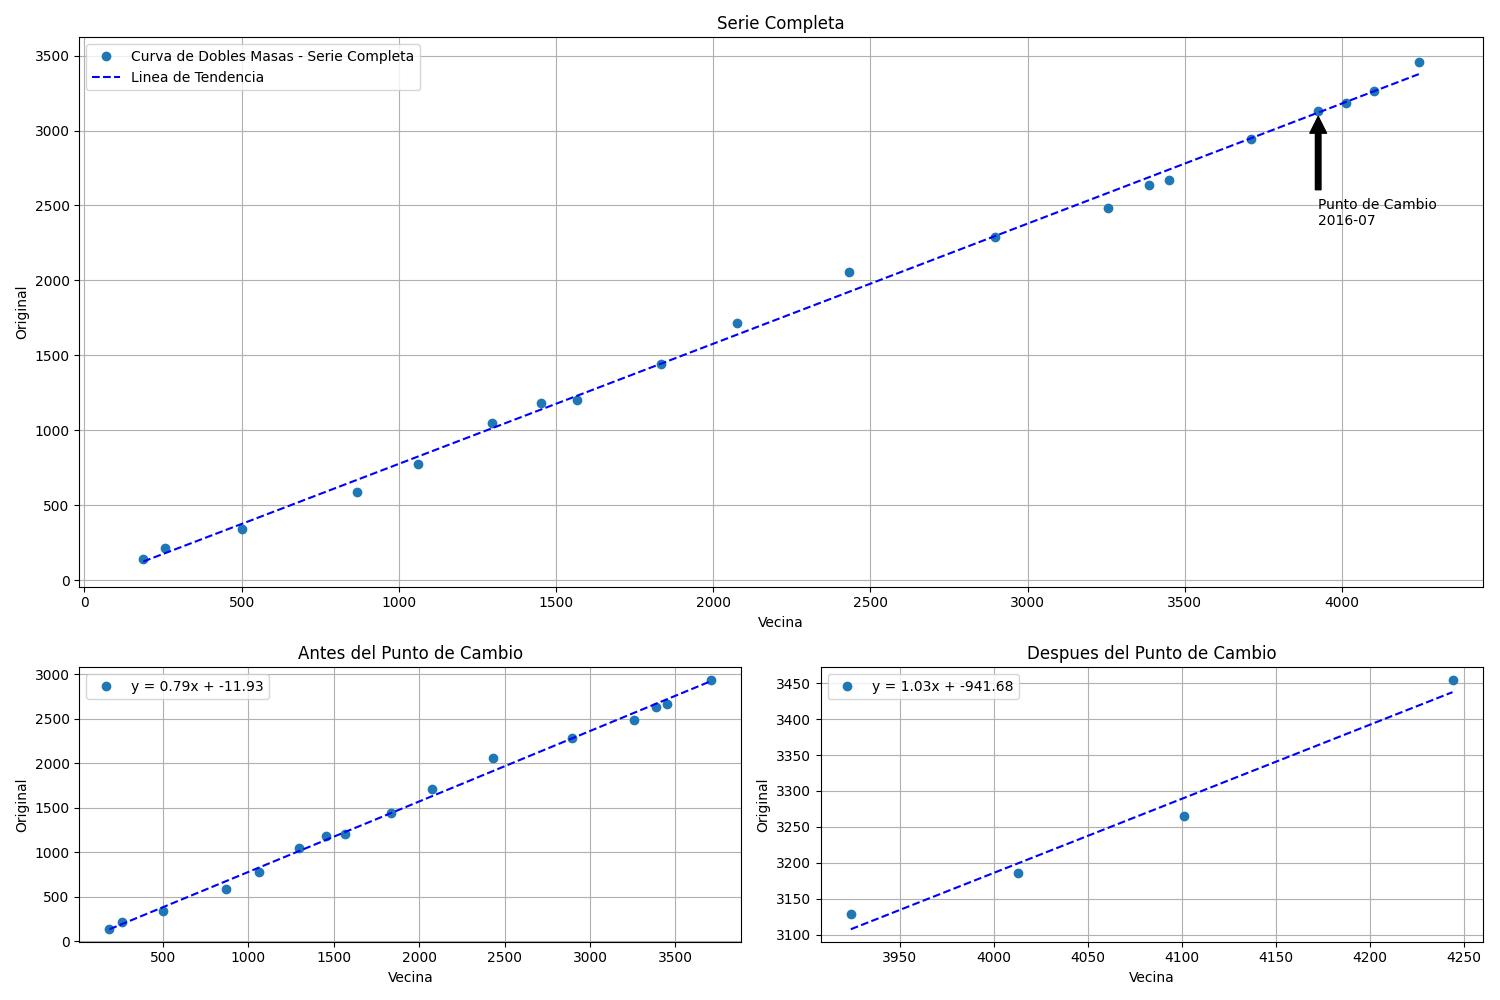 Serie Completa
Curva de Dobles Masas - Serie Completa
Linea de Tendencia
3500
3000
2500
2000
1500
1000
500
0
Original
Punto de Cambio
2016-07
0 500 1000 1500 2000 2500 3000 3500 4000
Vecina
Antes del Punto de Cambio
y = 0.79x + -11.93
3000
2500
2000
1500
1000
500
0
Original
500 1000 1500 2000 2500 3000 3500
Vecina
Despues del Punto de Cambio
y = 1.03x + -941.68
3450
3400
3350
3300
3250
3200
3150
3100
Original
3950 4000 4050 4100 4150 4200 4250
Vecina